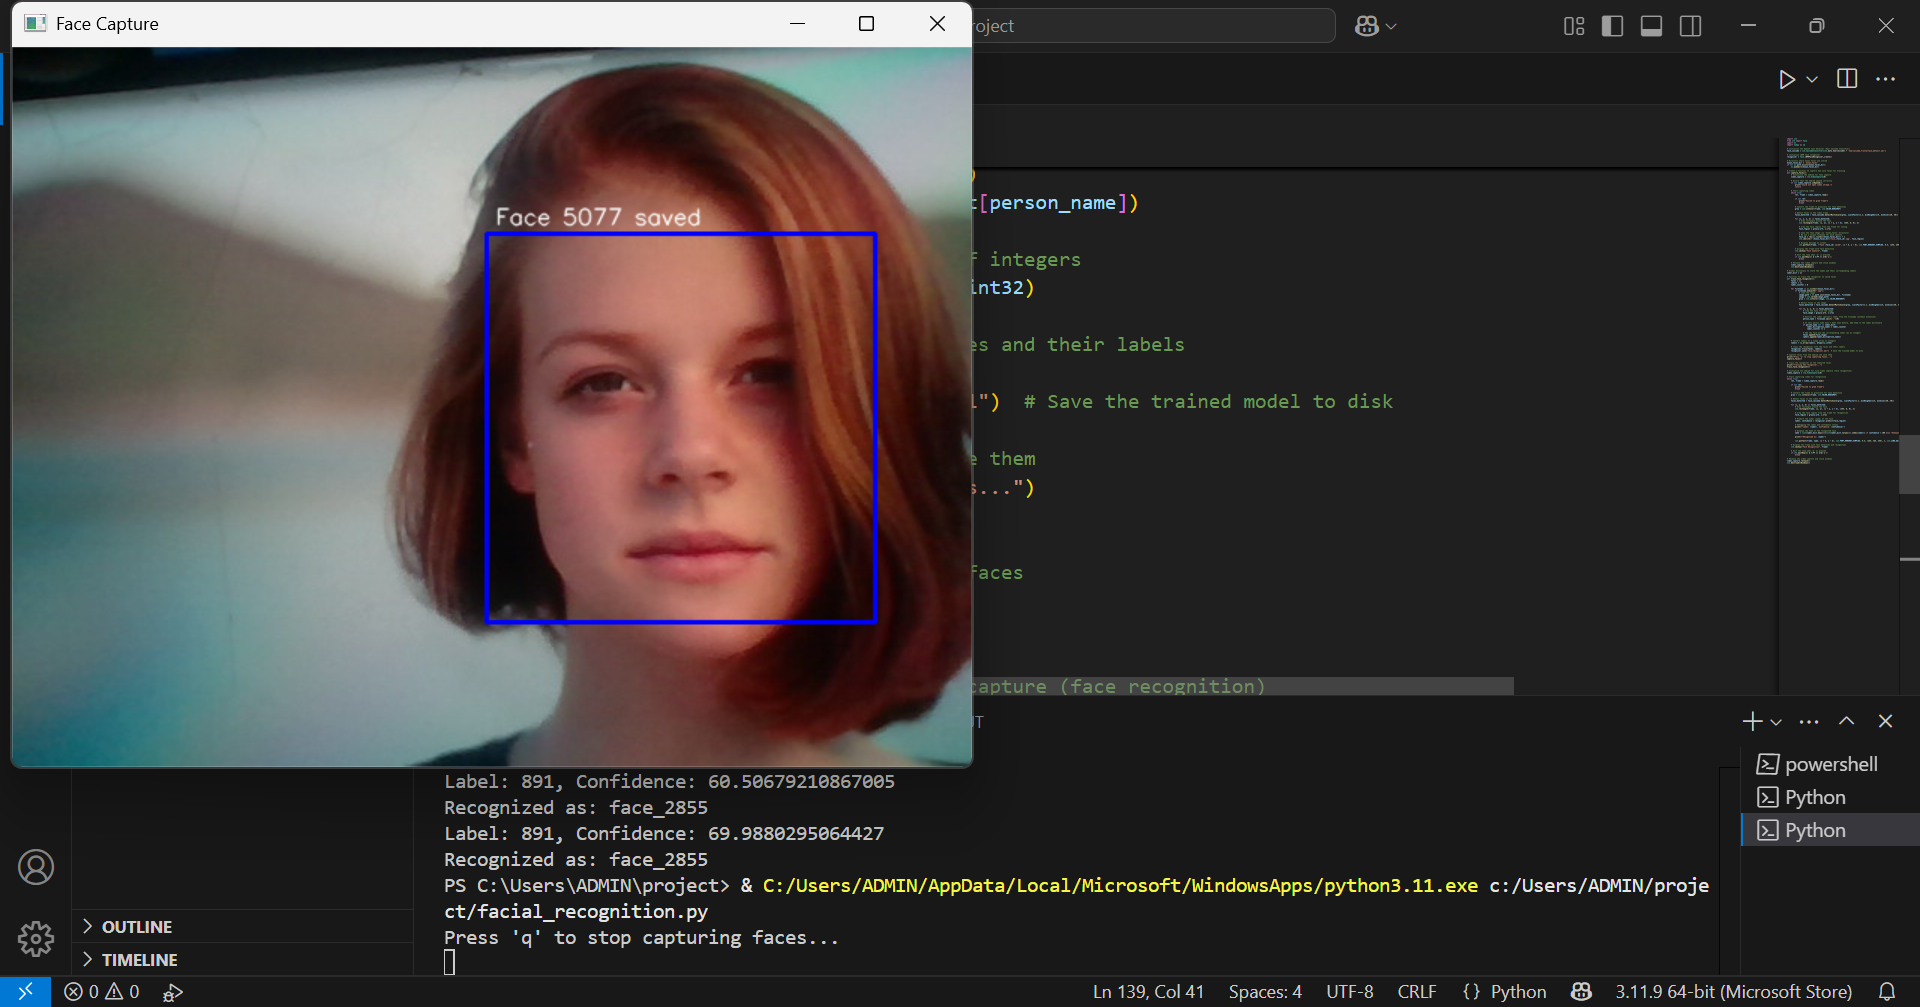 Face Capture
roject
Face 5077 saved
[person_name])
integers
int32)
es and their labels
") # Save the trained model to disk
them
s...")
faces
capture (face recognition)
T
powershell
Python
Python
Label: 891, Confidence: 60.50679210867005
Recognized as: face_2855
Label: 891, Confidence: 69.9880295064427
Recognized as: face_2855
PS C:\Users\ADMIN\project> & C:/Users/ADMIN/AppData/Local/Microsoft/WindowsApps/python3.11.exe c:/Users/ADMIN/proje
ct/facial_recognition.py
Press 'q' to stop capturing faces...
OUTLINE
TIMELINE
0 0
Ln 139, Col 41 Spaces: 4 UTF-8 CRLF {} Python 3.11.9 64-bit (Microsoft Store)